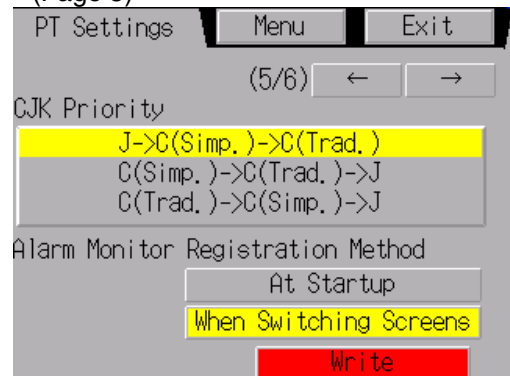 PT Settings Menu Exit
(5/6) ← →
CJK Priority
J->C(Simp.)->C(Trad.)
C(Simp.)->C(Trad.)->J
C(Trad.)->C(Simp.)->J
Alarm Monitor Registration Method
At Startup
When Switching Screens
Write